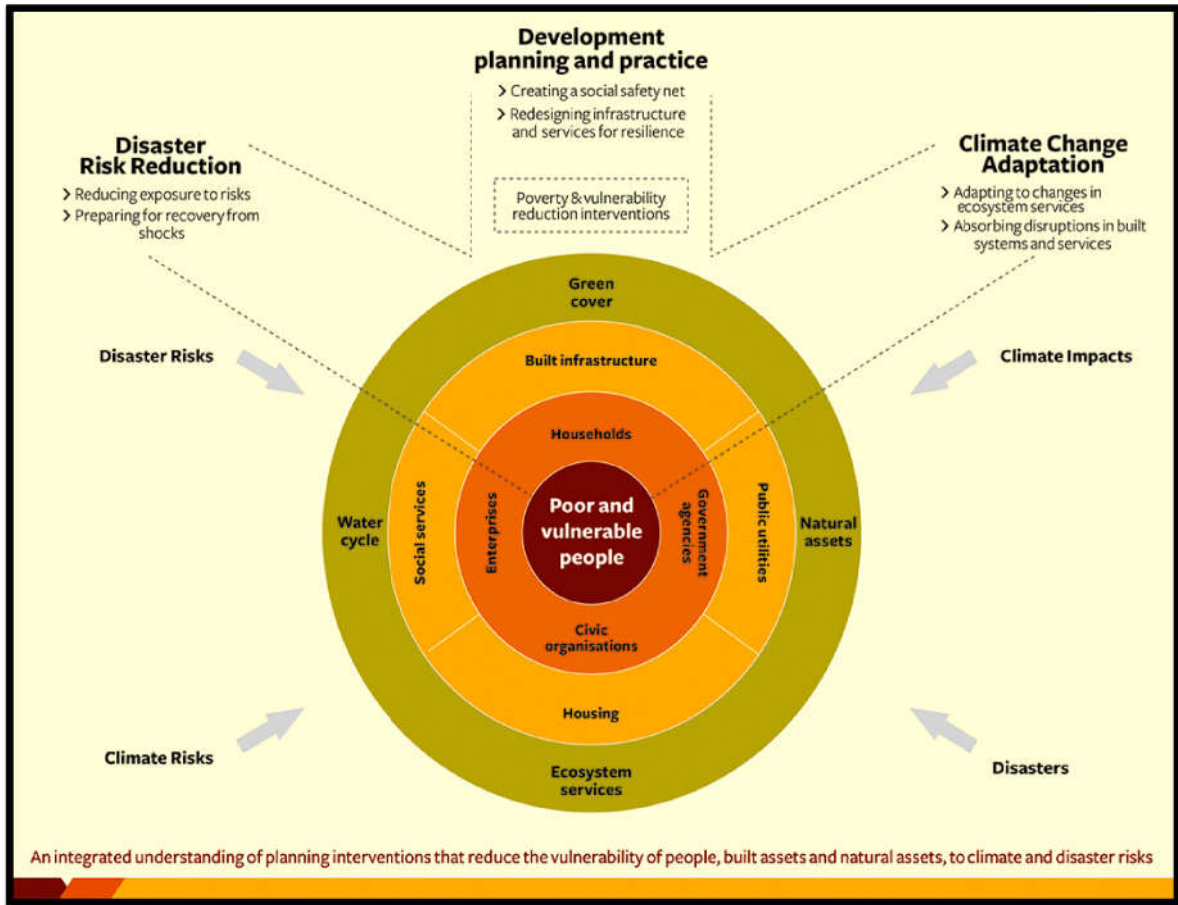 Development
planning and practice
> Creating a social safety net
> Redesigning infrastructure
and services for resilience
Disaster
Risk Reduction
> Reducing exposure to risks
> Preparing for recovery from
shocks
Climate Change
Adaptation
> Adapting to changes in
ecosystem services
> Absorbing disruptions in built
systems and services
Poverty & vulnerability
reduction interventions
Green
cover
Disaster Risks
Climate Impacts
Built infrastructure
Households
Water
cycle
Social services
Enterprises
Poor and
vulnerable
people
Government
agencies
Public utilities
Natural
assets
Civic
organisations
Housing
Climate Risks
Disasters
Ecosystem
services
An integrated understanding of planning interventions that reduce the vulnerability of people, built assets and natural assets, to climate and disaster risks